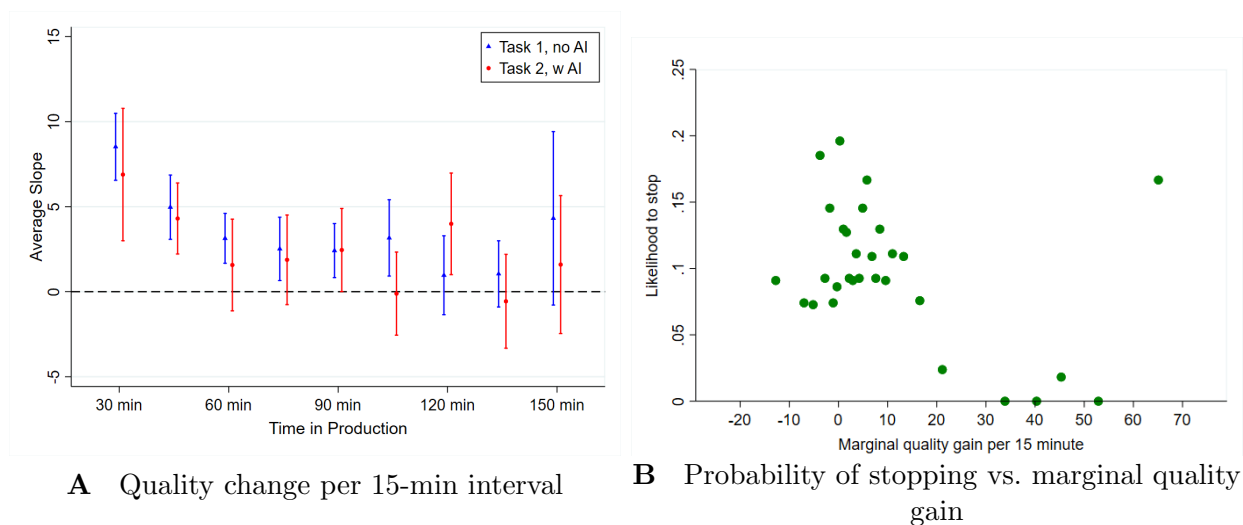 15
10
5
0
-5
Average Slope
Task 1, no AI
Task 2, w AI
30 min
60 min
90 min
120 min
150 min
Time in Production
A Quality change per 15-min interval
.25
.2
.15
.1
.05
0
Likelihood to stop
-20
-10
0
10
20
30
40
50
60
70
Marginal quality gain per 15 minute
B Probability of stopping vs. marginal quality
gain